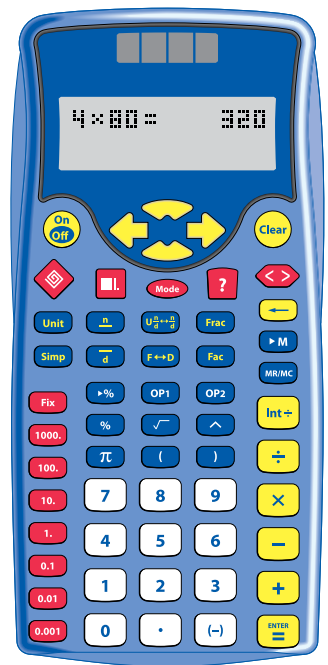 4×80= 320
On
Off
Clear
Mode ? < >
Unit n U n/d ↔ n/d Frac ←
Simp d F↔D Fac ▸M
▸% OP1 OP2 MR/MC
Fix % √ ^ Int÷
1000. π ( ) ÷
100. 7 8 9 ×
10. 4 5 6 −
1. 1 2 3 +
0.1
0.01
0.001 0 . (−) ENTER
=